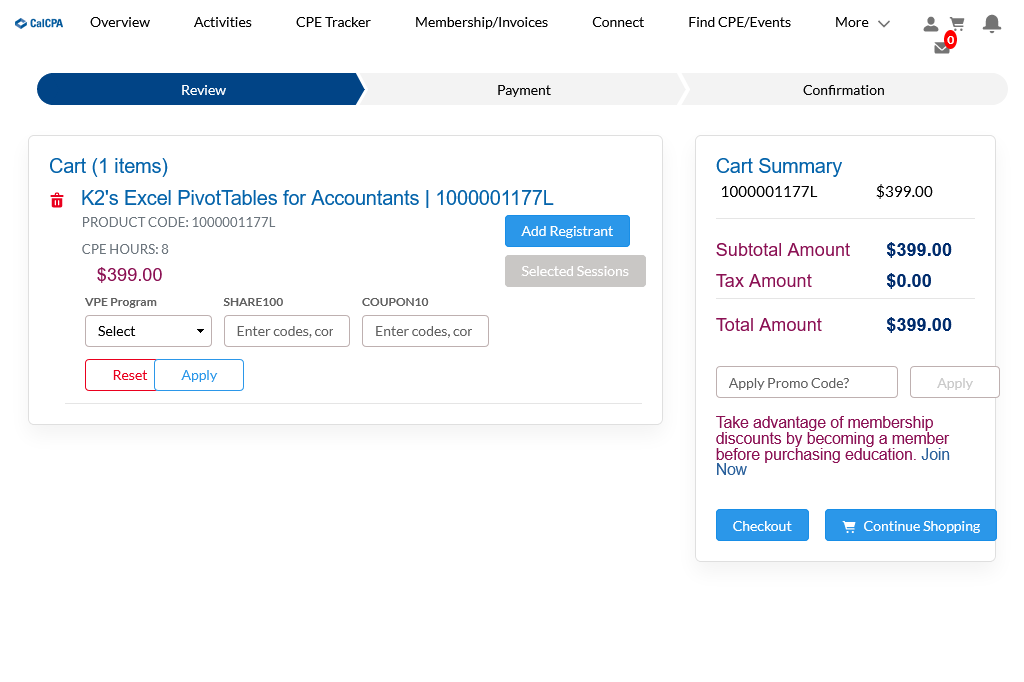 CalCPA Overview Activities CPE Tracker Membership/Invoices Connect Find CPE/Events More
0
Review Payment Confirmation
Cart (1 items)
K2's Excel PivotTables for Accountants | 1000001177L
PRODUCT CODE: 1000001177L
Add Registrant
CPE HOURS: 8
$399.00
Selected Sessions
VPE Program SHARE100 COUPON10
Select Enter codes, cor Enter codes, cor
Reset Apply
Cart Summary
1000001177L $399.00
Subtotal Amount $399.00
Tax Amount $0.00
Total Amount $399.00
Apply Promo Code? Apply
Take advantage of membership
discounts by becoming a member
before purchasing education. Join
Now
Checkout Continue Shopping